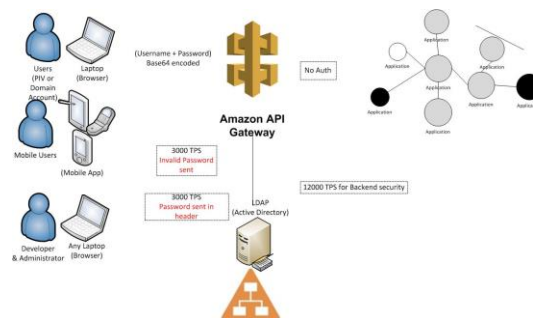 Users
(PIV or
Domain
Account)
Laptop
(Browser)
(Username + Password)
Base64 encoded
No Auth
Amazon API
Gateway
Application
Application
Application
Application
Application
Application
Application
Application
Mobile Users
(Mobile App)
3000 TPS
Invalid Password
sent
3000 TPS
Password sent in
header
LDAP
(Active Directory)
12000 TPS for Backend security
Developer
& Administrator
Any Laptop
(Browser)